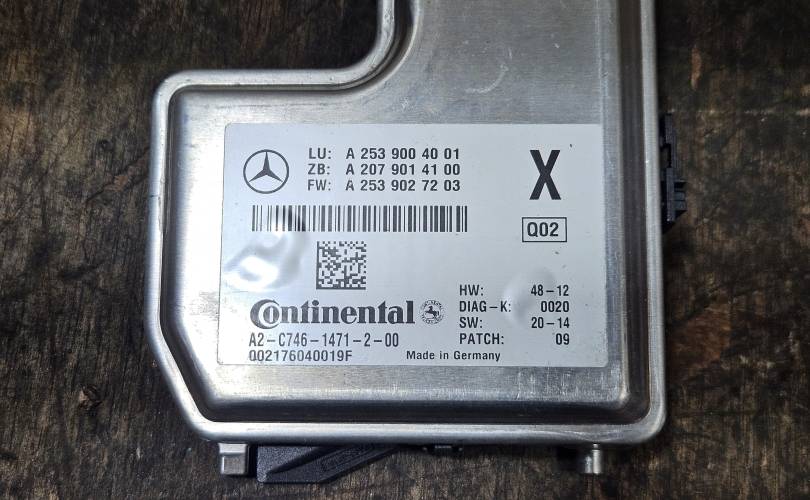 LU: A 253 900 40 01
ZB: A 207 901 41 00
FW: A 253 902 72 03
X
Q02
Continental
A2-C746-1471-2-00
002176040019F
HW: 48-12
DIAG-K: 0020
SW: 20-14
PATCH: 09
Made in Germany